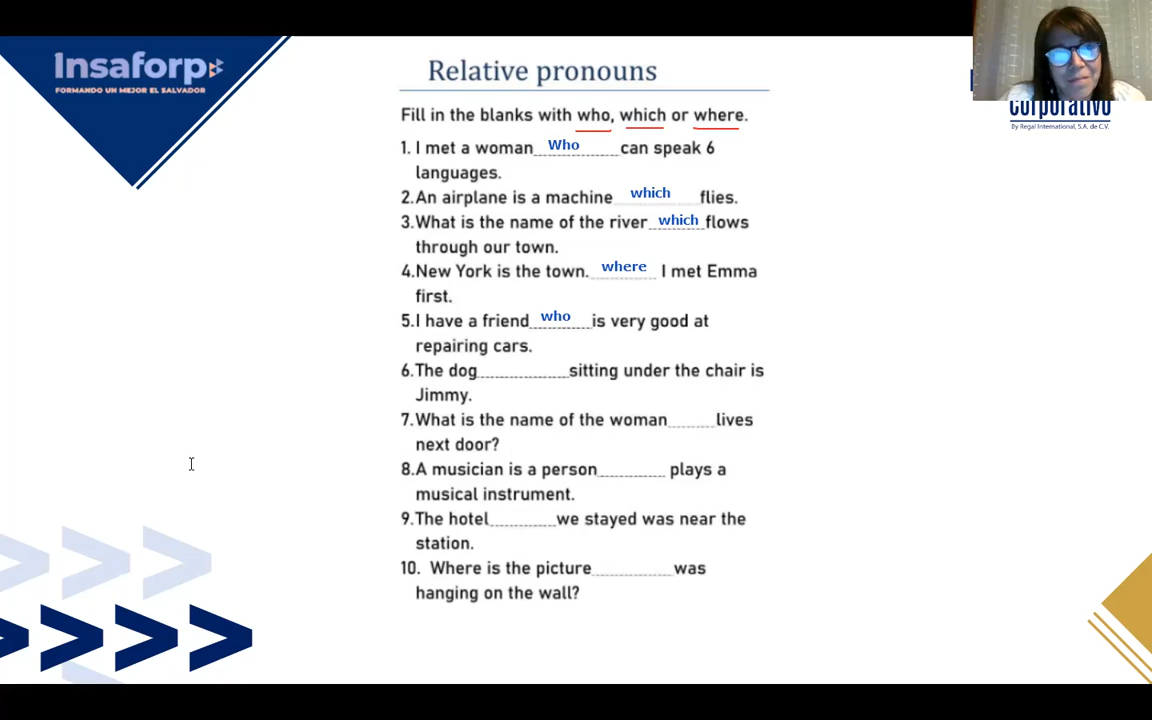 Insaforp
FORMANDO UN MEJOR EL SALVADOR
Corporativo
By Regal International, S.A. de C.V.
Relative pronouns
Fill in the blanks with who, which or where.
1. I met a woman Who can speak 6
languages.
2.An airplane is a machine which flies.
3.What is the name of the river which flows
through our town.
4.New York is the town. where I met Emma
first.
5.I have a friend who is very good at
repairing cars.
6.The dog sitting under the chair is
Jimmy.
7.What is the name of the woman lives
next door?
8.A musician is a person plays a
musical instrument.
9.The hotel we stayed was near the
station.
10. Where is the picture was
hanging on the wall?